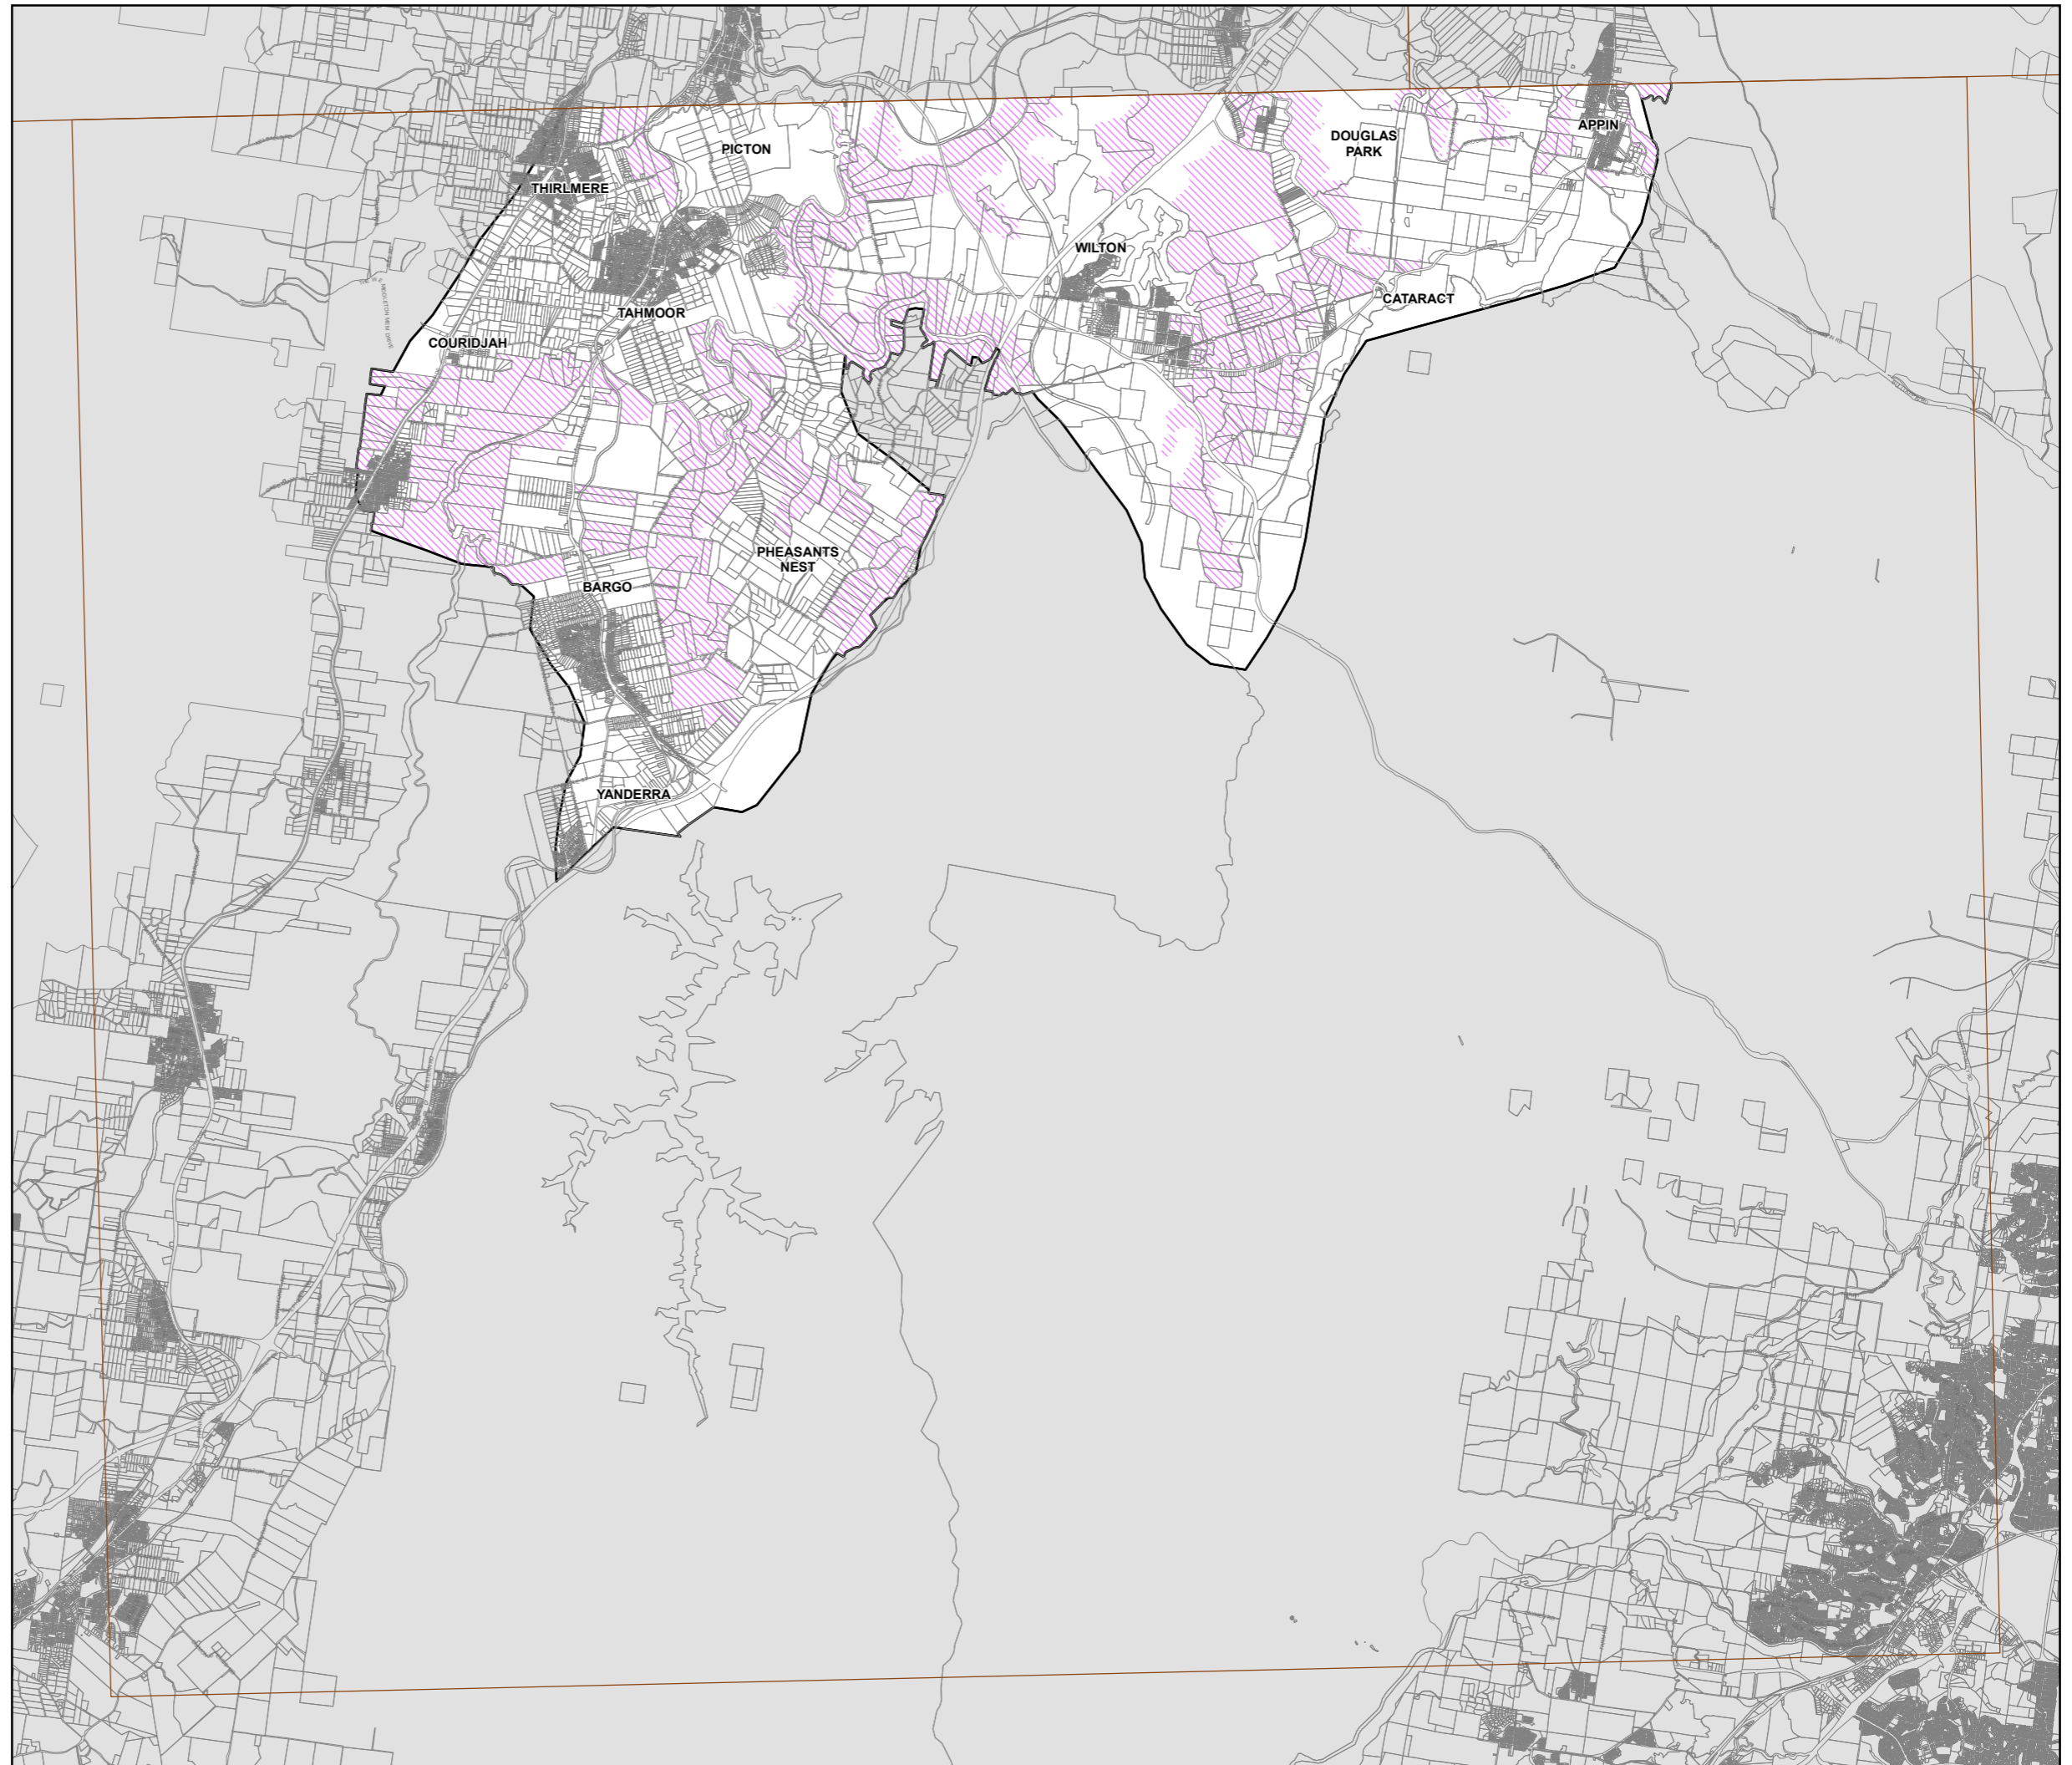 APPIN
DOUGLAS
PARK
PICTON
THIRLMERE
WILTON
CATARACT
TAHMOOR
COURIDJAH
PHEASANTS
NEST
BARGO
YANDERRA